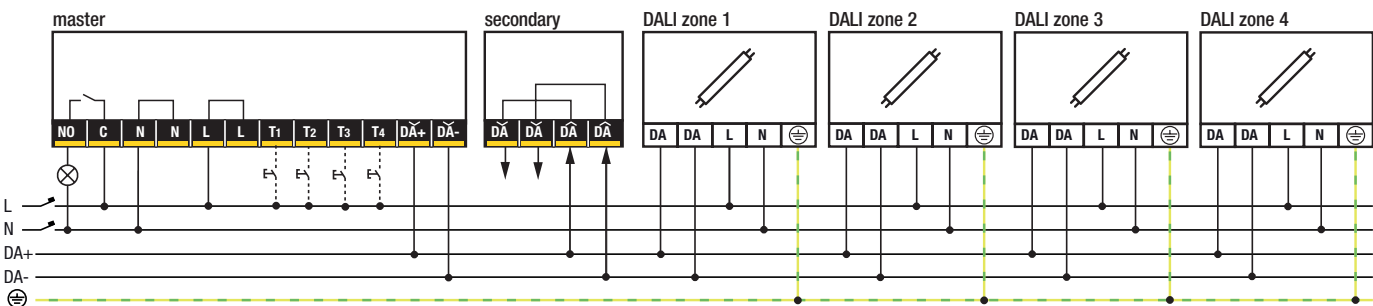 master secondary DALI zone 1 DALI zone 2 DALI zone 3 DALI zone 4
NO C N N L L T1 T2 T3 T4 DA+ DA- DA DA DA DA DA DA L N DA DA L N DA DA L N DA DA L N
L
N
DA+
DA-